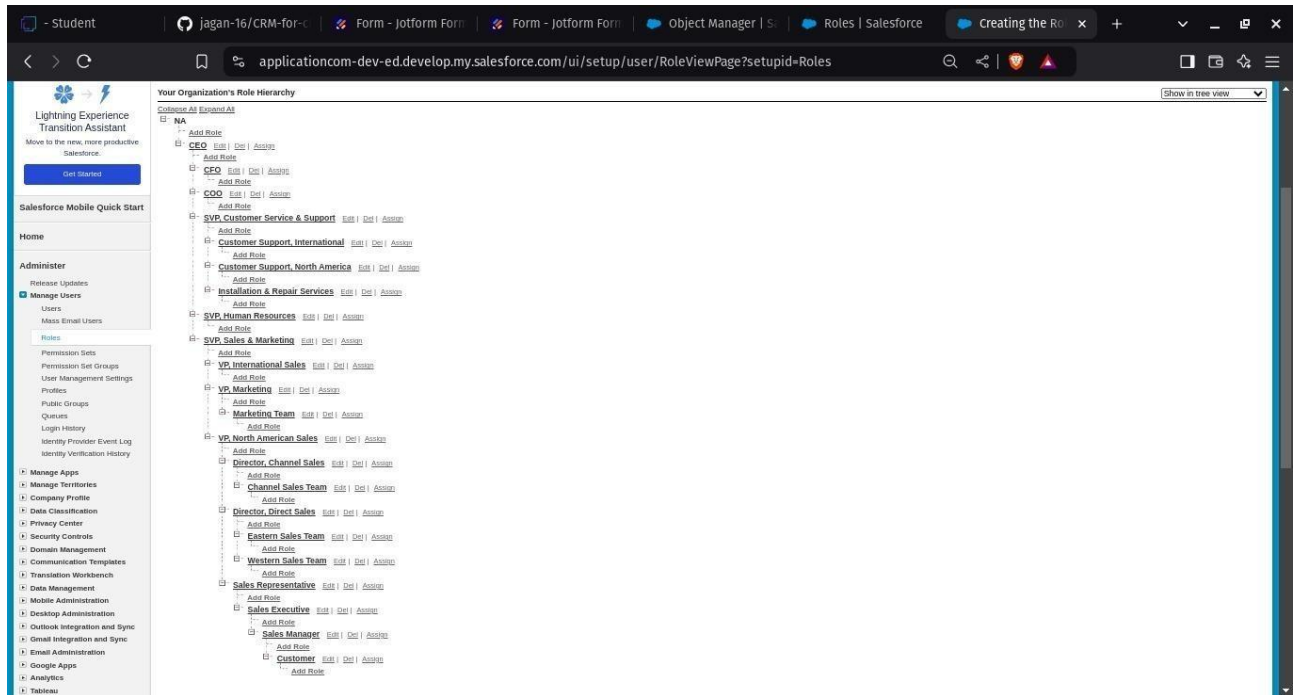 - Student
jagan-16/CRM-for-c
Form - Jotform Form
Form - Jotform Form
Object Manager | S
Roles | Salesforce
Creating the Ro
applicationcom-dev-ed.develop.my.salesforce.com/ui/setup/user/RoleViewPage?setupid=Roles
Lightning Experience
Transition Assistant
Move to the new, more productive
Salesforce.
Get Started
Salesforce Mobile Quick Start
Home
Administer
Release Updates
Manage Users
Users
Mass Email Users
Roles
Permission Sets
Permission Set Groups
User Management Settings
Profiles
Public Groups
Queues
Login History
Identity Provider Event Log
Identity Verification History
Manage Apps
Manage Territories
Company Profile
Data Classification
Privacy Center
Security Controls
Domain Management
Communication Templates
Translation Workbench
Data Management
Mobile Administration
Desktop Administration
Outlook Integration and Sync
Gmail Integration and Sync
Email Administration
Google Apps
Analytics
Tableau
Your Organization's Role Hierarchy
Show in tree view
Collapse All Expand All
NA
Add Role
CEO Edit | Del | Assign
Add Role
CFO Edit | Del | Assign
Add Role
COO Edit | Del | Assign
Add Role
SVP, Customer Service & Support Edit | Del | Assign
Add Role
Customer Support, International Edit | Del | Assign
Add Role
Customer Support, North America Edit | Del | Assign
Add Role
Installation & Repair Services Edit | Del | Assign
Add Role
SVP, Human Resources Edit | Del | Assign
Add Role
SVP, Sales & Marketing Edit | Del | Assign
Add Role
VP, International Sales Edit | Del | Assign
Add Role
VP, Marketing Edit | Del | Assign
Add Role
Marketing Team Edit | Del | Assign
Add Role
VP, North American Sales Edit | Del | Assign
Add Role
Director, Channel Sales Edit | Del | Assign
Add Role
Channel Sales Team Edit | Del | Assign
Add Role
Director, Direct Sales Edit | Del | Assign
Add Role
Eastern Sales Team Edit | Del | Assign
Add Role
Western Sales Team Edit | Del | Assign
Add Role
Sales Representative Edit | Del | Assign
Add Role
Sales Executive Edit | Del | Assign
Add Role
Sales Manager Edit | Del | Assign
Add Role
Customer Edit | Del | Assign
Add Role